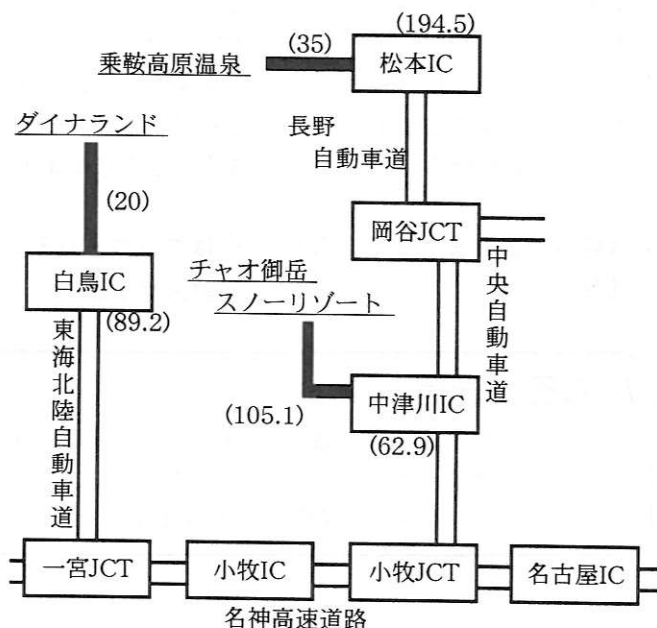 (194.5)
(35)
乗鞍高原温泉
松本IC
ダイナランド
長野
自動車道
(20)
岡谷JCT
白鳥IC
チャオ御岳
スノーリゾート
中央自動車道
(89.2)
東海北陸自動車道
(105.1)
中津川IC
(62.9)
一宮JCT
小牧IC
小牧JCT
名古屋IC
名神高速道路